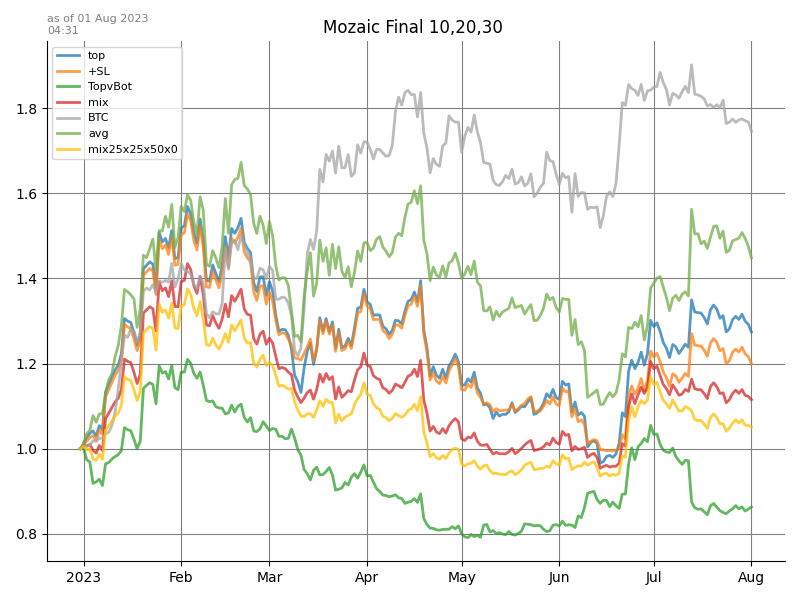 as of 01 Aug 2023
04:31
Mozaic Final 10,20,30
top
+SL
TopvBot
mix
BTC
avg
mix25x25x50x0
1.8
1.6
1.4
1.2
1.0
0.8
2023 Feb Mar Apr May Jun Jul Aug